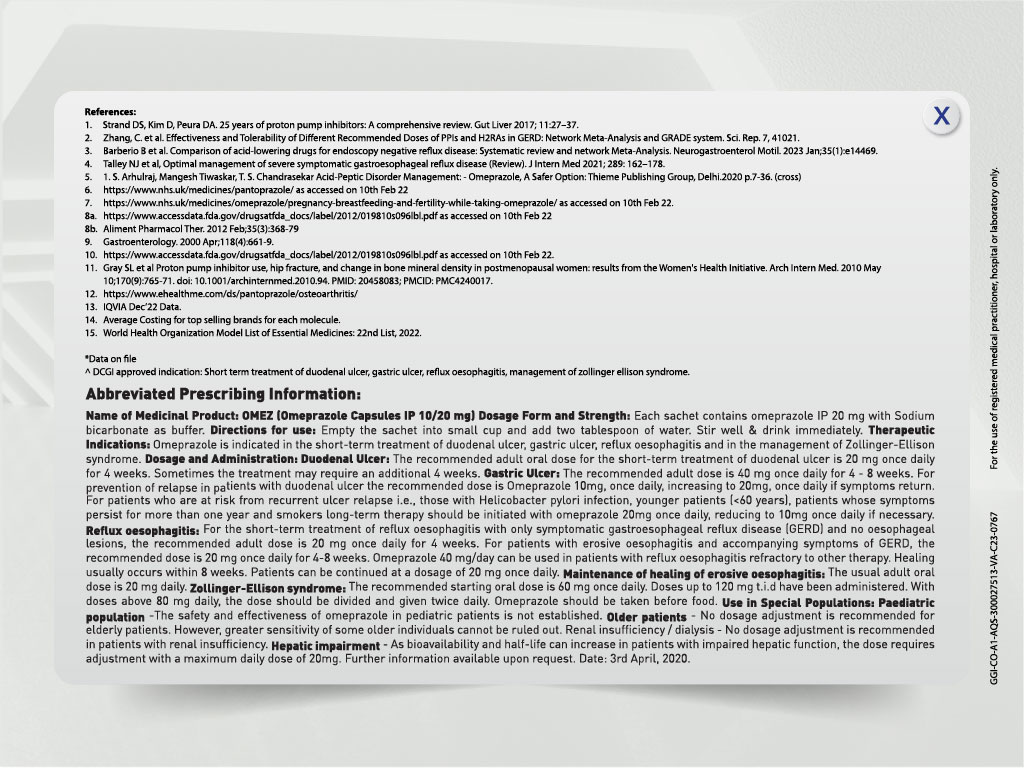 X
References:
1. Strand DS, Kim D, Peura DA. 25 years of proton pump inhibitors: A comprehensive review. Gut Liver 2017; 11:27–37.
2. Zhang, C. et al. Effectiveness and Tolerability of Different Recommended Doses of PPIs and H2RAs in GERD: Network Meta-Analysis and GRADE system. Sci. Rep. 7, 41021.
3. Barberio B et al. Comparison of acid-lowering drugs for endoscopy negative reflux disease: Systematic review and network Meta-Analysis. Neurogastroenterol Motil. 2023 Jan;35(1):e14469.
4. Talley NJ et al, Optimal management of severe symptomatic gastroesophageal reflux disease (Review). J Intern Med 2021; 289: 162–178.
5. 1. S. Arhulraj, Mangesh Tiwaskar, T. S. Chandrasekar Acid-Peptic Disorder Management: - Omeprazole, A Safer Option: Thieme Publishing Group, Delhi.2020 p.7-36. (cross)
6. https://www.nhs.uk/medicines/pantoprazole/ as accessed on 10th Feb 22
7. https://www.nhs.uk/medicines/omeprazole/pregnancy-breastfeeding-and-fertility-while-taking-omeprazole/ as accessed on 10th Feb 22.
8a. https://www.accessdata.fda.gov/drugsatfda_docs/label/2012/019810s096lbl.pdf as accessed on 10th Feb 22
8b. Aliment Pharmacol Ther. 2012 Feb;35(3):368-79
9. Gastroenterology. 2000 Apr;118(4):661-9.
10. https://www.accessdata.fda.gov/drugsatfda_docs/label/2012/019810s096lbl.pdf as accessed on 10th Feb 22.
11. Gray SL et al Proton pump inhibitor use, hip fracture, and change in bone mineral density in postmenopausal women: results from the Women's Health Initiative. Arch Intern Med. 2010 May
10;170(9):765-71. doi: 10.1001/archinternmed.2010.94. PMID: 20458083; PMCID: PMC4240017.
12. https://www.ehealthme.com/ds/pantoprazole/osteoarthritis/
13. IQVIA Dec'22 Data.
14. Average Costing for top selling brands for each molecule.
15. World Health Organization Model List of Essential Medicines: 22nd List, 2022.
*Data on file
^ DCGI approved indication: Short term treatment of duodenal ulcer, gastric ulcer, reflux oesophagitis, management of zollinger ellison syndrome.
Abbreviated Prescribing Information:
Name of Medicinal Product: OMEZ (Omeprazole Capsules IP 10/20 mg) Dosage Form and Strength: Each sachet contains omeprazole IP 20 mg with Sodium
bicarbonate as buffer. Directions for use: Empty the sachet into small cup and add two tablespoon of water. Stir well & drink immediately. Therapeutic
Indications: Omeprazole is indicated in the short-term treatment of duodenal ulcer, gastric ulcer, reflux oesophagitis and in the management of Zollinger-Ellison
syndrome. Dosage and Administration: Duodenal Ulcer: The recommended adult oral dose for the short-term treatment of duodenal ulcer is 20 mg once daily
for 4 weeks. Sometimes the treatment may require an additional 4 weeks. Gastric Ulcer: The recommended adult dose is 40 mg once daily for 4 - 8 weeks. For
prevention of relapse in patients with duodenal ulcer the recommended dose is Omeprazole 10mg, once daily, increasing to 20mg, once daily if symptoms return.
For patients who are at risk from recurrent ulcer relapse i.e., those with Helicobacter pylori infection, younger patients (<60 years), patients whose symptoms
persist for more than one year and smokers long-term therapy should be initiated with omeprazole 20mg once daily, reducing to 10mg once daily if necessary.
Reflux oesophagitis: For the short-term treatment of reflux oesophagitis with only symptomatic gastroesophageal reflux disease (GERD) and no oesophageal
lesions, the recommended adult dose is 20 mg once daily for 4 weeks. For patients with erosive oesophagitis and accompanying symptoms of GERD, the
recommended dose is 20 mg once daily for 4-8 weeks. Omeprazole 40 mg/day can be used in patients with reflux oesophagitis refractory to other therapy. Healing
usually occurs within 8 weeks. Patients can be continued at a dosage of 20 mg once daily. Maintenance of healing of erosive oesophagitis: The usual adult oral
dose is 20 mg daily. Zollinger-Ellison syndrome: The recommended starting oral dose is 60 mg once daily. Doses up to 120 mg t.i.d have been administered. With
doses above 80 mg daily, the dose should be divided and given twice daily. Omeprazole should be taken before food. Use in Special Populations: Paediatric
population -The safety and effectiveness of omeprazole in pediatric patients is not established. Older patients - No dosage adjustment is recommended for
elderly patients. However, greater sensitivity of some older individuals cannot be ruled out. Renal insufficiency / dialysis - No dosage adjustment is recommended
in patients with renal insufficiency. Hepatic impairment - As bioavailability and half-life can increase in patients with impaired hepatic function, the dose requires
adjustment with a maximum daily dose of 20mg. Further information available upon request. Date: 3rd April, 2020.
GGI-CO-A1-AQS-300027513-VA-C23-0767
For the use of registered medical practitioner, hospital or laboratory only.